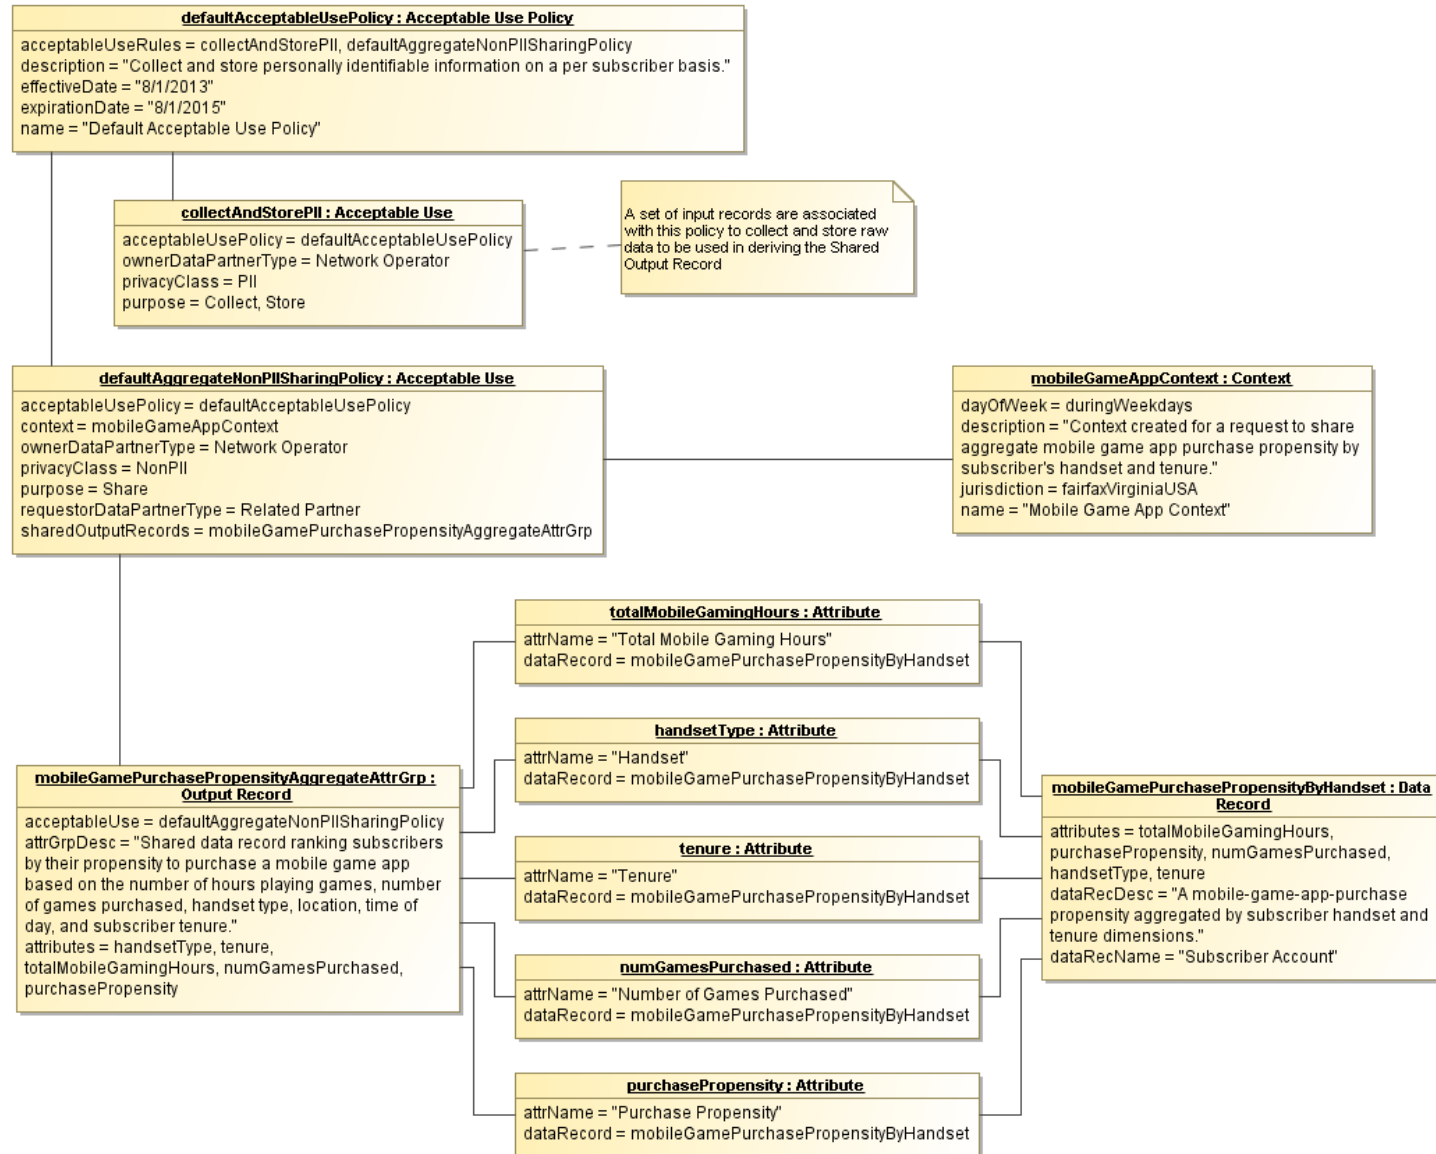 defaultAcceptableUsePolicy : Acceptable Use Policy
acceptableUseRules = collectAndStorePII, defaultAggregateNonPIISharingPolicy
description = "Collect and store personally identifiable information on a per subscriber basis."
effectiveDate = "8/1/2013"
expirationDate = "8/1/2015"
name = "Default Acceptable Use Policy"
collectAndStorePII : Acceptable Use
acceptableUsePolicy = defaultAcceptableUsePolicy
ownerDataPartnerType = Network Operator
privacyClass = PII
purpose = Collect, Store
A set of input records are associated
with this policy to collect and store raw
data to be used in deriving the Shared
Output Record
defaultAggregateNonPIISharingPolicy : Acceptable Use
acceptableUsePolicy = defaultAcceptableUsePolicy
context = mobileGameAppContext
ownerDataPartnerType = Network Operator
privacyClass = NonPII
purpose = Share
requestorDataPartnerType = Related Partner
sharedOutputRecords = mobileGamePurchasePropensityAggregateAttrGrp
mobileGameAppContext : Context
dayOfWeek = duringWeekdays
description = "Context created for a request to share
aggregate mobile game app purchase propensity by
subscriber's handset and tenure."
jurisdiction = fairfaxVirginiaUSA
name = "Mobile Game App Context"
totalMobileGamingHours : Attribute
attrName = "Total Mobile Gaming Hours"
dataRecord = mobileGamePurchasePropensityByHandset
handsetType : Attribute
attrName = "Handset"
dataRecord = mobileGamePurchasePropensityByHandset
mobileGamePurchasePropensityAggregateAttrGrp :
Output Record
acceptableUse = defaultAggregateNonPIISharingPolicy
attrGrpDesc = "Shared data record ranking subscribers
by their propensity to purchase a mobile game app
based on the number of hours playing games, number
of games purchased, handset type, location, time of
day, and subscriber tenure."
attributes = handsetType, tenure,
totalMobileGamingHours, numGamesPurchased,
purchasePropensity
tenure : Attribute
attrName = "Tenure"
dataRecord = mobileGamePurchasePropensityByHandset
numGamesPurchased : Attribute
attrName = "Number of Games Purchased"
dataRecord = mobileGamePurchasePropensityByHandset
purchasePropensity : Attribute
attrName = "Purchase Propensity"
dataRecord = mobileGamePurchasePropensityByHandset
mobileGamePurchasePropensityByHandset : Data
Record
attributes = totalMobileGamingHours,
purchasePropensity, numGamesPurchased,
handsetType, tenure
dataRecDesc = "A mobile-game-app-purchase
propensity aggregated by subscriber handset and
tenure dimensions."
dataRecName = "Subscriber Account"